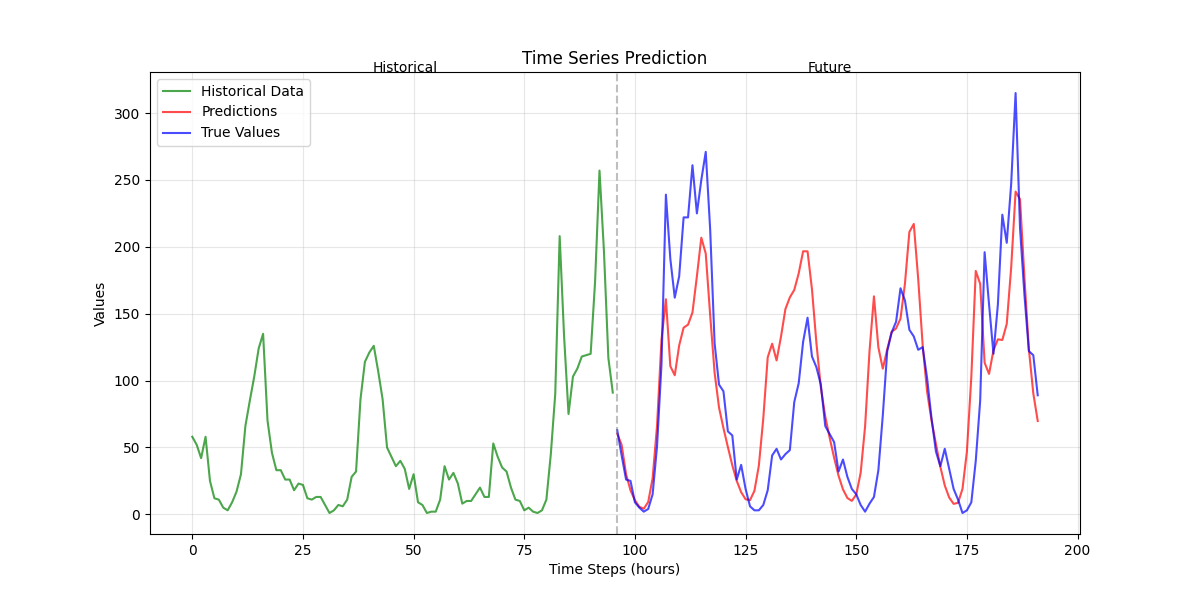 Time Series Prediction
Historical
Future
Historical Data
Predictions
True Values
Values
300
250
200
150
100
50
0
0
25
50
75
100
125
150
175
200
Time Steps (hours)